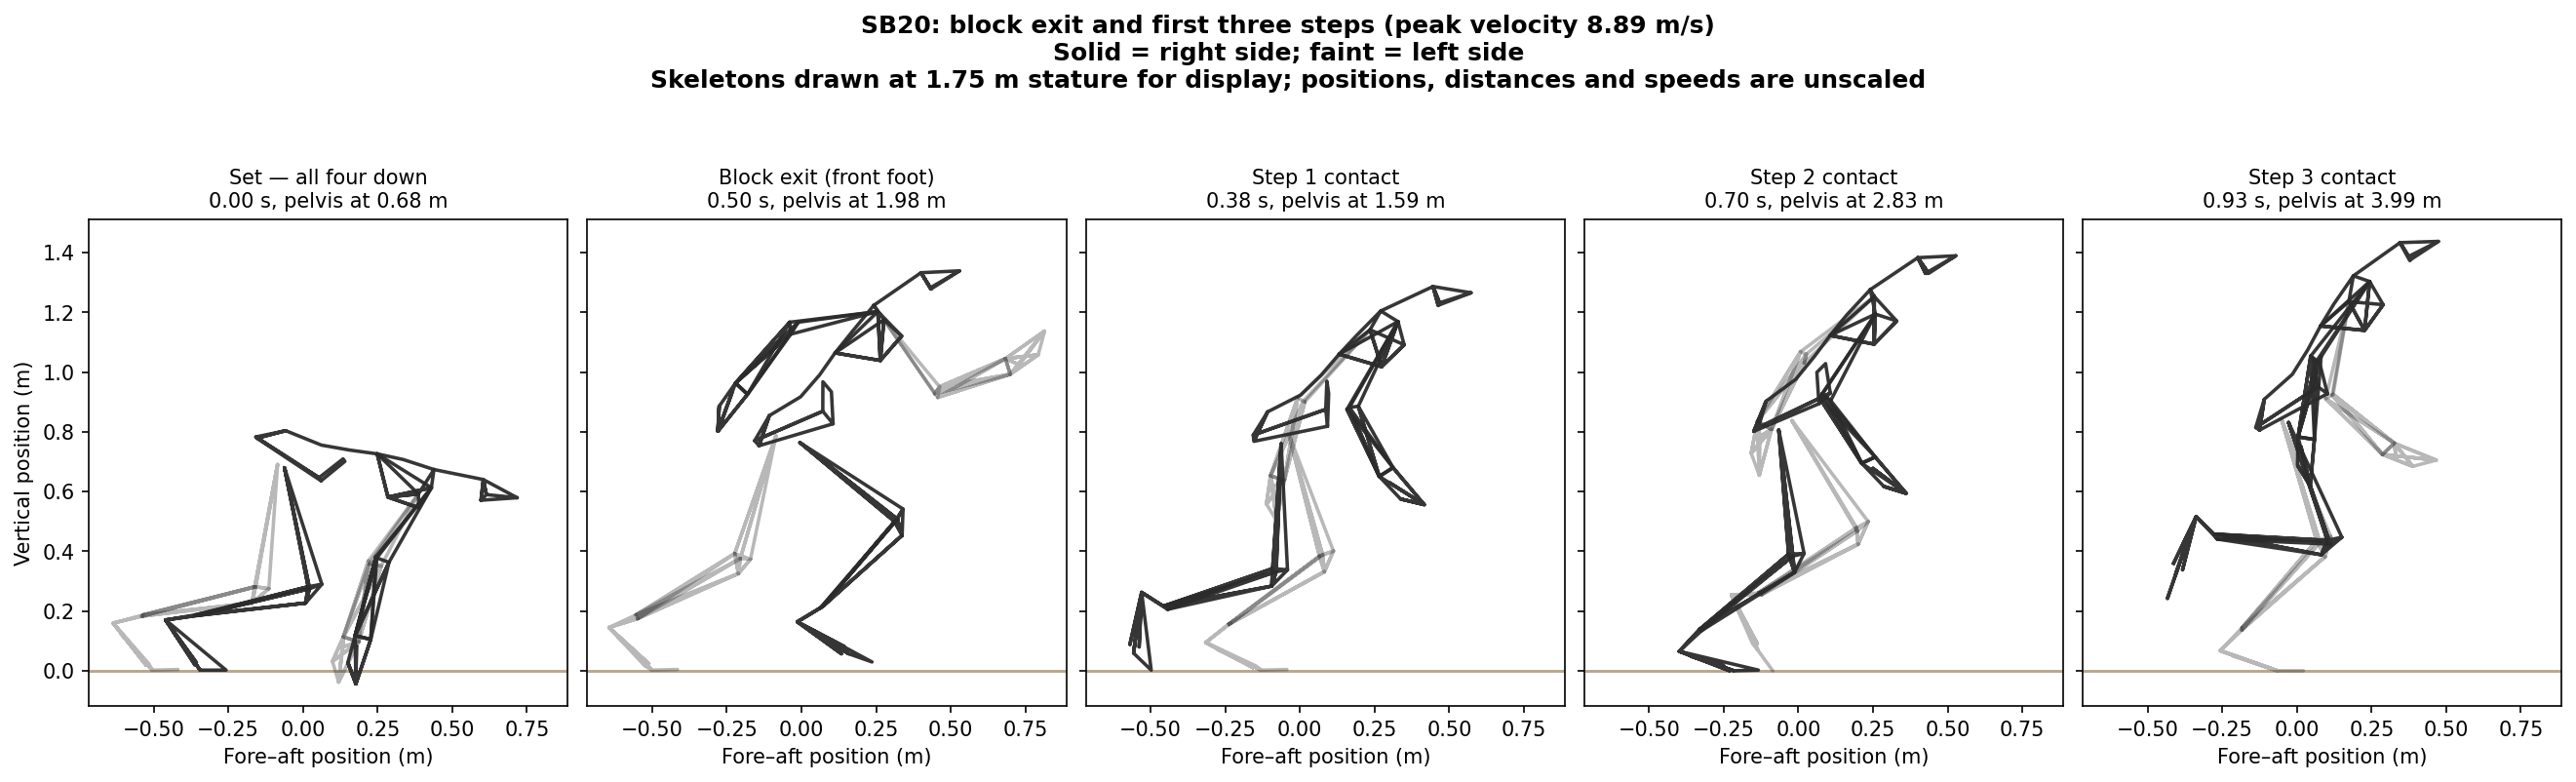 SB20: block exit and first three steps (peak velocity 8.89 m/s)
Solid = right side; faint = left side
Skeletons drawn at 1.75 m stature for display; positions, distances and speeds are unscaled
Set — all four down
0.00 s, pelvis at 0.68 m
Block exit (front foot)
0.50 s, pelvis at 1.98 m
Step 1 contact
0.38 s, pelvis at 1.59 m
Step 2 contact
0.70 s, pelvis at 2.83 m
Step 3 contact
0.93 s, pelvis at 3.99 m
Vertical position (m)
1.4
1.2
1.0
0.8
0.6
0.4
0.2
0.0
−0.50 −0.25 0.00 0.25 0.50 0.75
Fore–aft position (m)
−0.50 −0.25 0.00 0.25 0.50 0.75
Fore–aft position (m)
−0.50 −0.25 0.00 0.25 0.50 0.75
Fore–aft position (m)
−0.50 −0.25 0.00 0.25 0.50 0.75
Fore–aft position (m)
−0.50 −0.25 0.00 0.25 0.50 0.75
Fore–aft position (m)